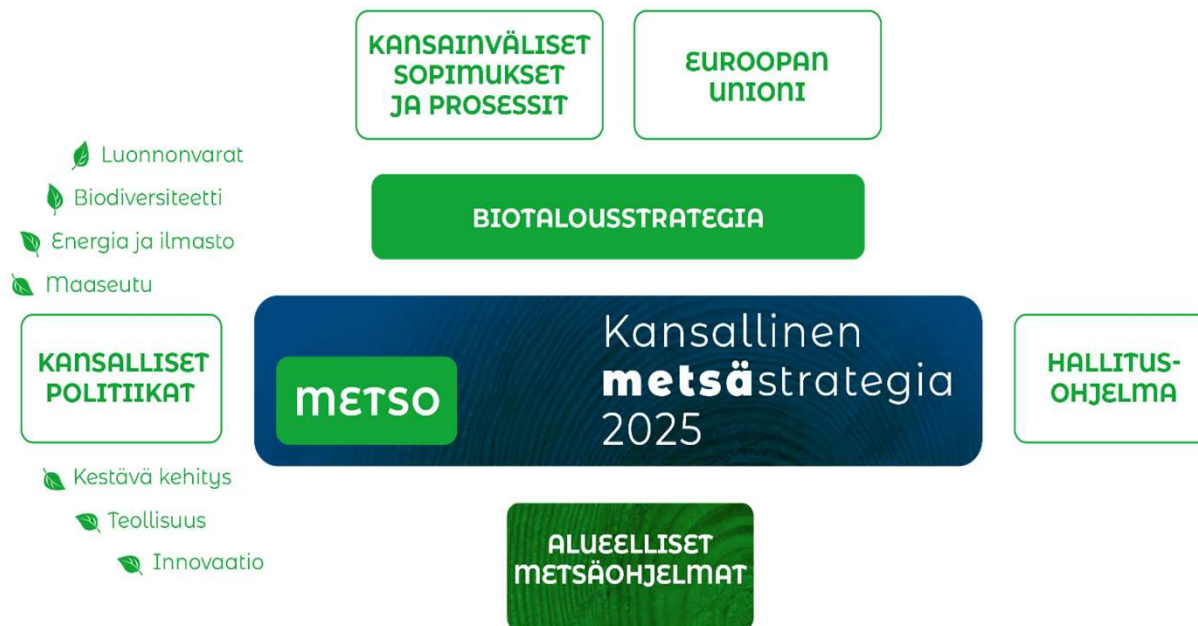 KANSAINVÄLISET
SOPIMUKSET
JA PROSESSIT
EUROOPAN
UNIONI
Luonnonvarat
Biodiversiteetti
Energia ja ilmasto
Maaseutu
BIOTALOUSSTRATEGIA
KANSALLISET
POLITIIKAT
METSO
Kansallinen
metsästrategia
2025
HALLITUS-
OHJELMA
Kestävä kehitys
Teollisuus
Innovaatio
ALUEELLISET
METSÄOHJELMAT